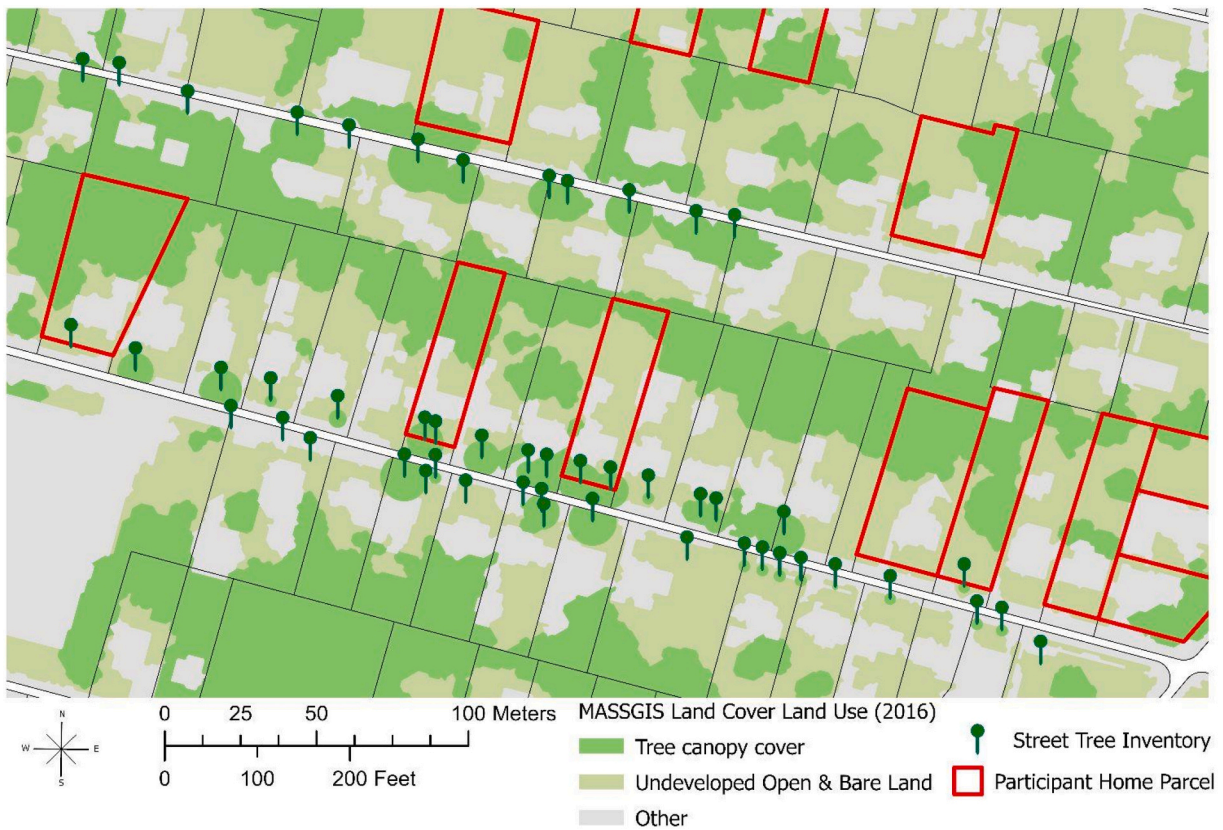 N
W E
S
0 25 50 100 Meters
0 100 200 Feet
MASSGIS Land Cover Land Use (2016)
Tree canopy cover
Undeveloped Open & Bare Land
Other
Street Tree Inventory
Participant Home Parcel